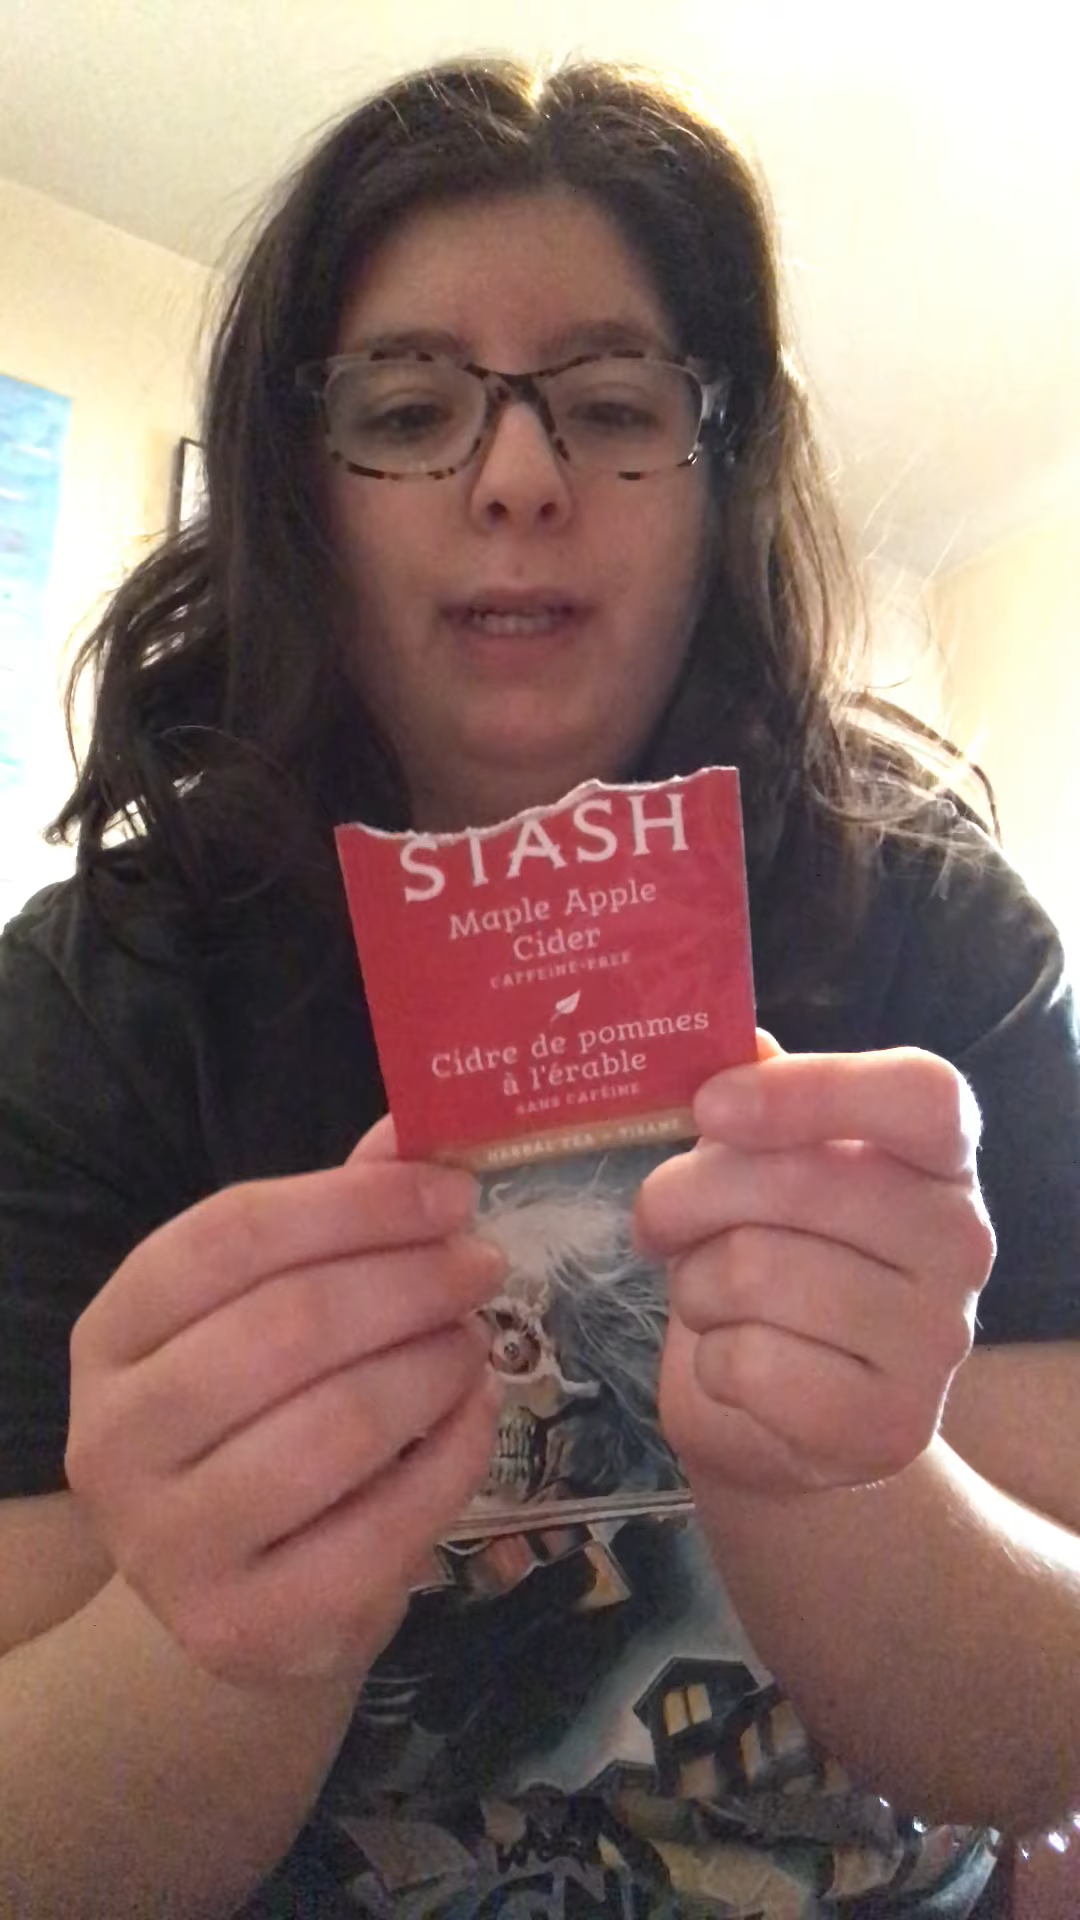 STASH
Maple Apple
Cider
CAFFEINE-FREE
Cidre de pommes
à l'érable
SANS CAFÉINE
HERBAL TEA - TISANE